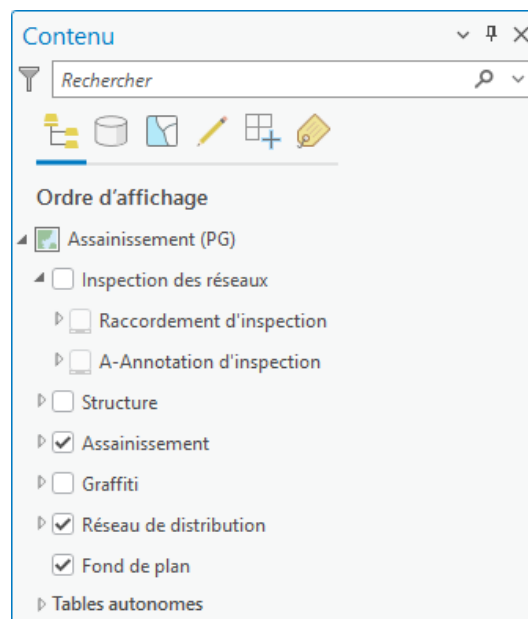 Contenu
Rechercher
Ordre d'affichage
Assainissement (PG)
Inspection des réseaux
Raccordement d'inspection
A-Annotation d'inspection
Structure
Assainissement
Graffiti
Réseau de distribution
Fond de plan
Tables autonomes